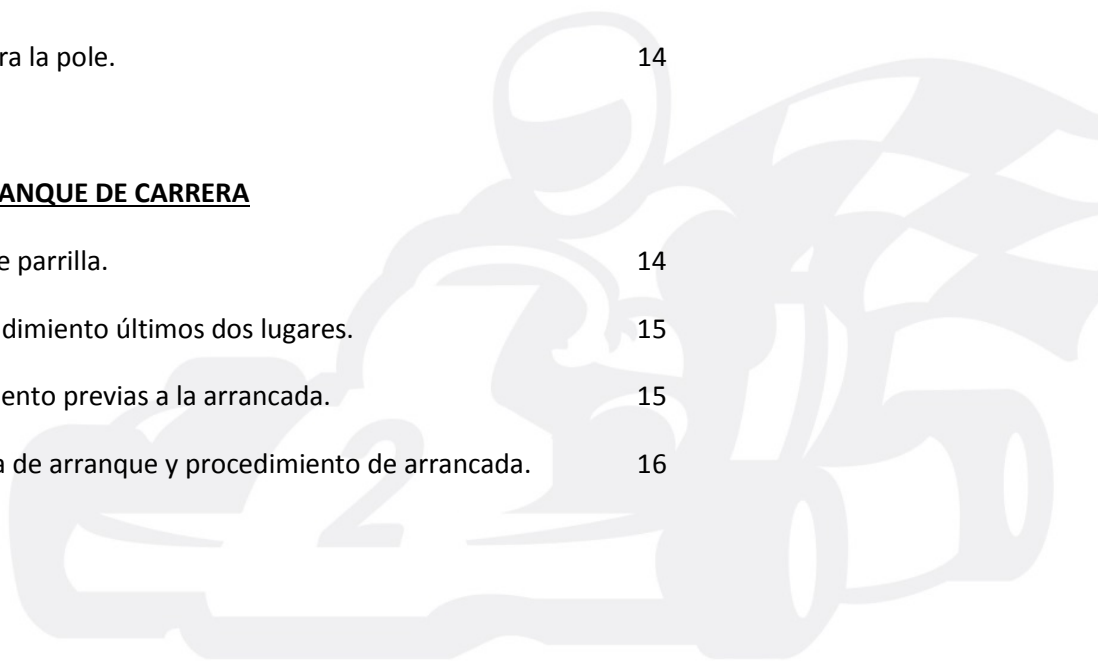 ra la pole. 14
ANQUE DE CARRERA
e parrilla. 14
dimiento últimos dos lugares. 15
ento previas a la arrancada. 15
a de arranque y procedimiento de arrancada. 16
2